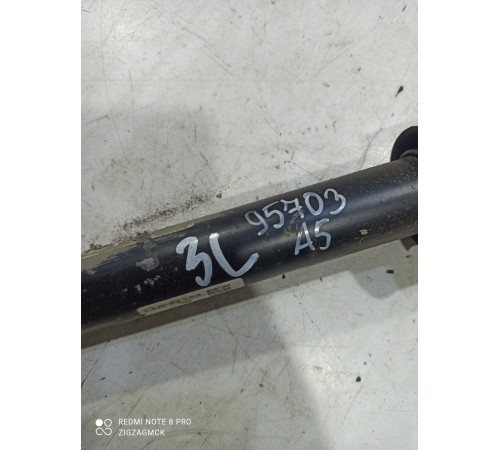 95703
3L A5
REDMI NOTE 8 PRO
ZIGZAGMCK